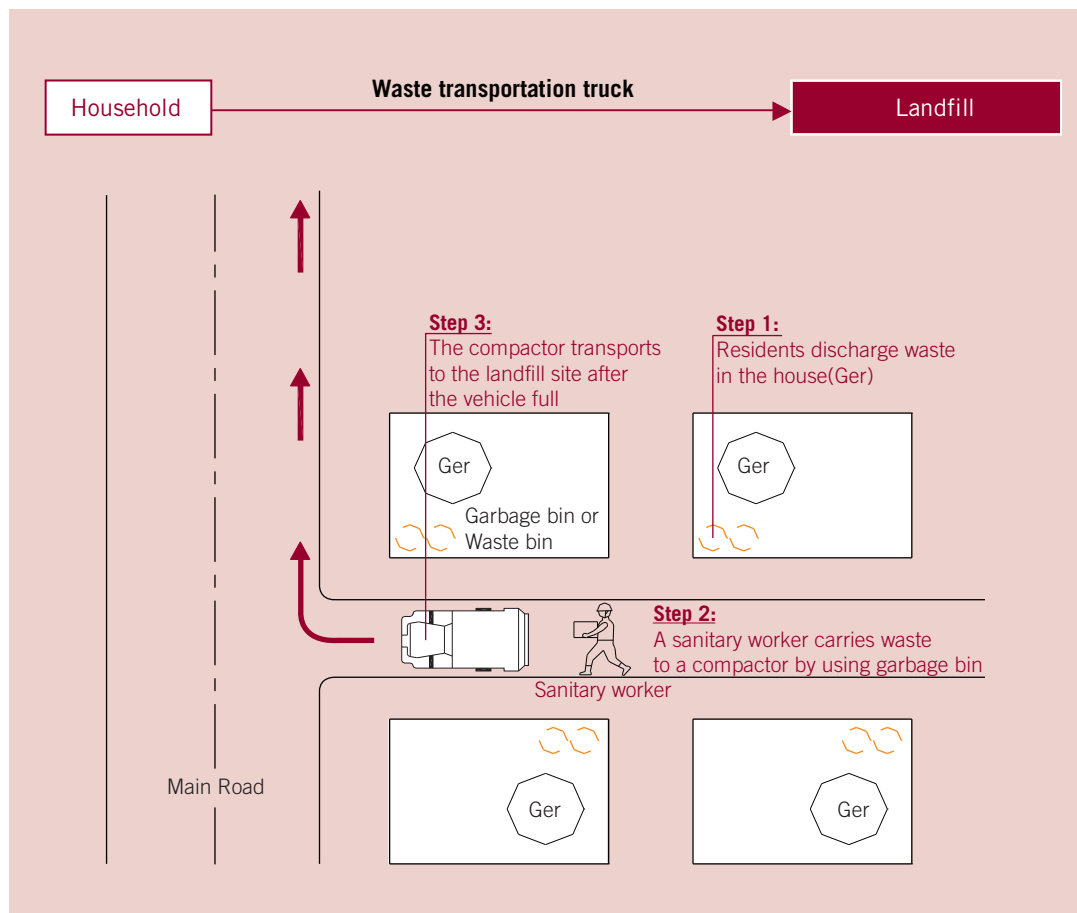 Waste transportation truck
Household
Landfill
Step 3:
The compactor transports
to the landfill site after
the vehicle full
Step 1:
Residents discharge waste
in the house(Ger)
Ger
Garbage bin or
Waste bin
Ger
Step 2:
A sanitary worker carries waste
to a compactor by using garbage bin
Sanitary worker
Main Road
Ger
Ger